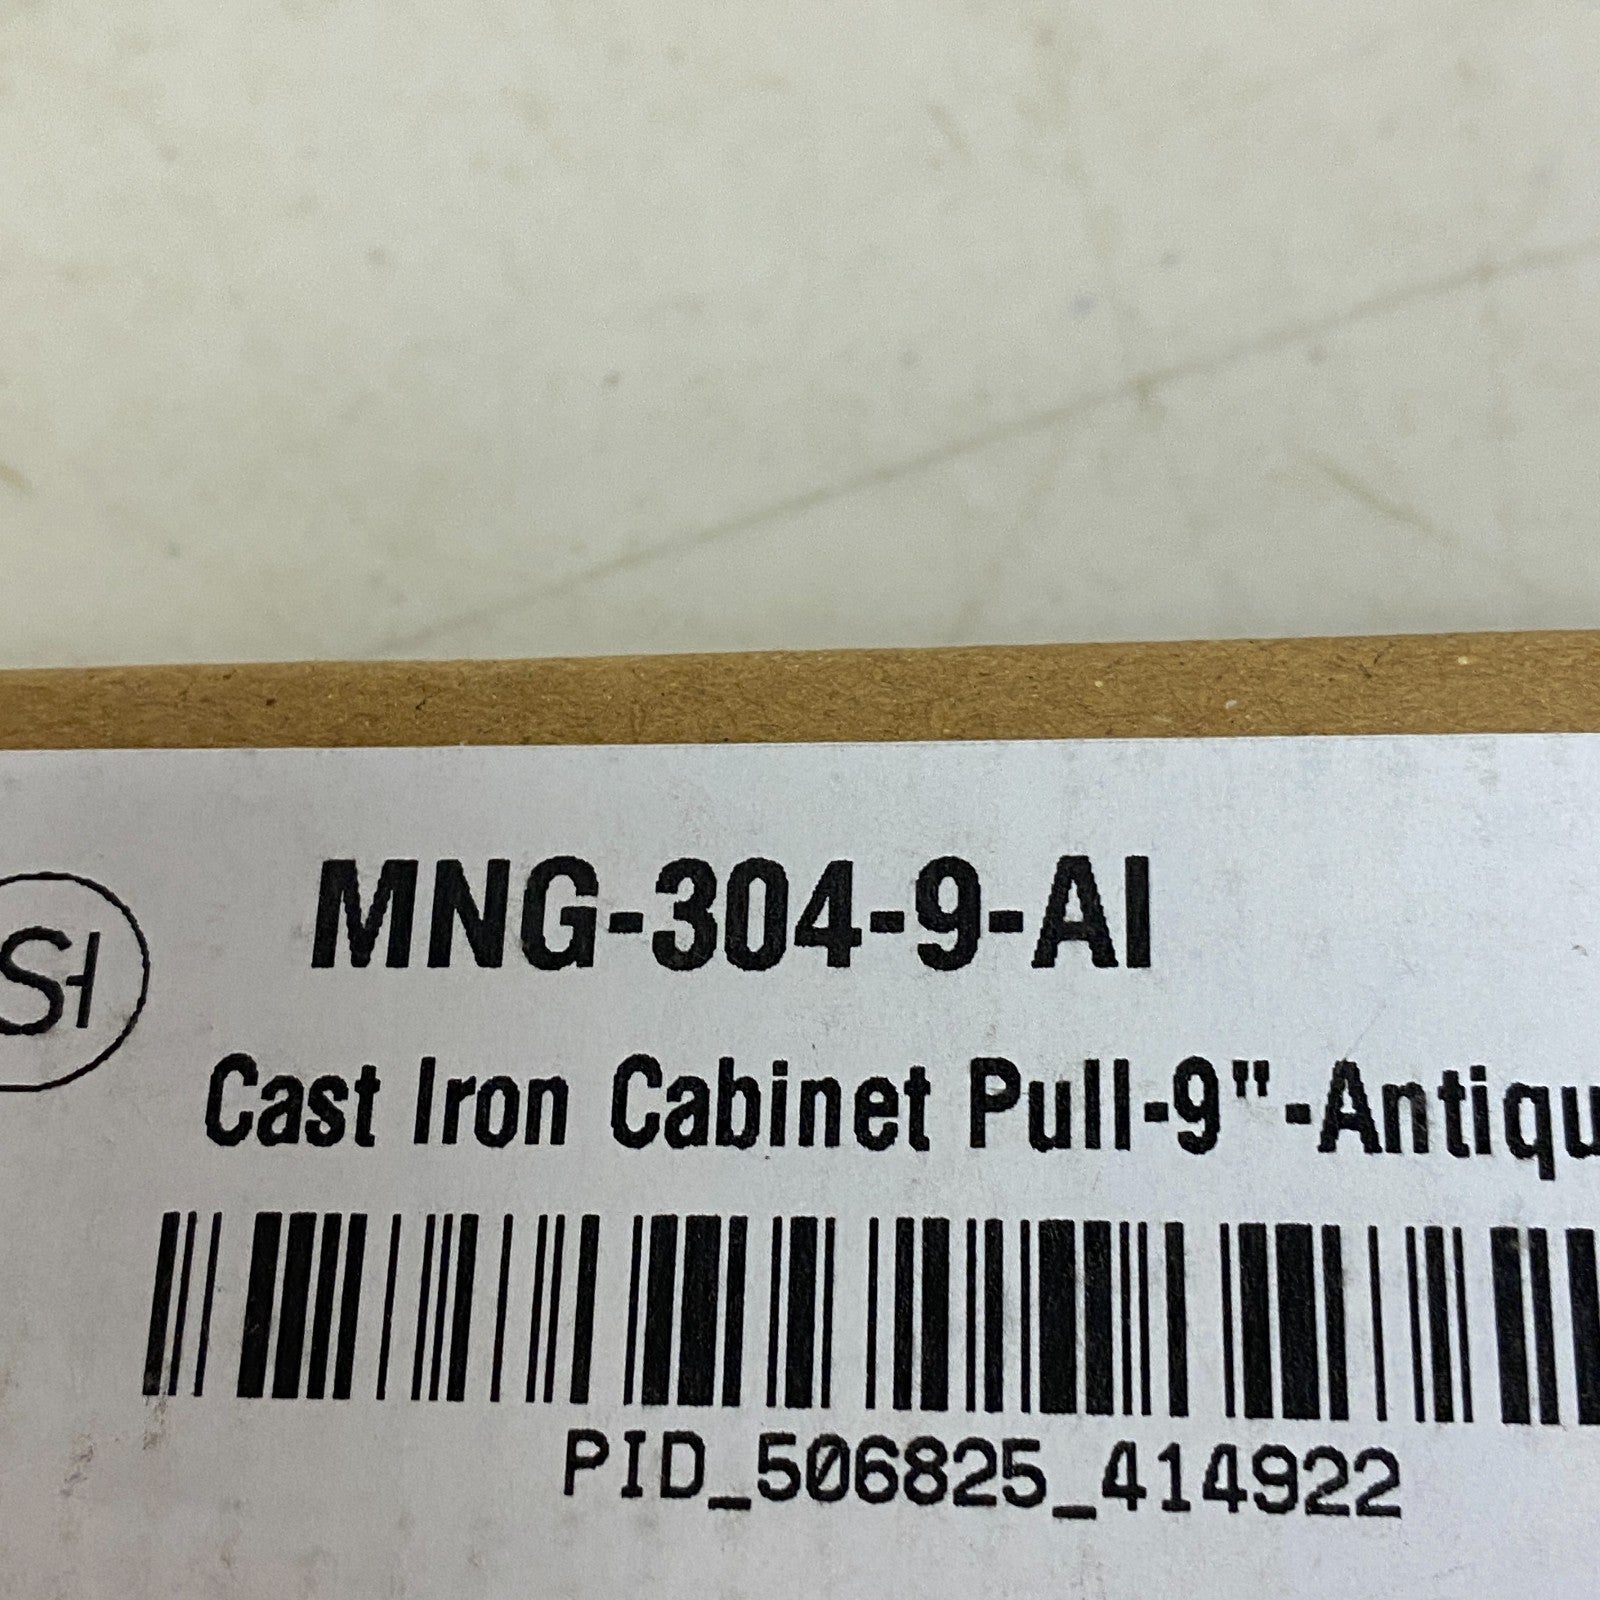 MNG-304-9-AI
SH
Cast Iron Cabinet Pull-9"-Antiqu
PID_506825_414922